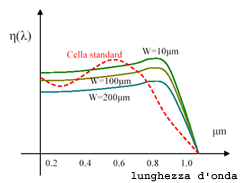 η(λ)
Cella standard
W=10μm
W=100μm
W=200μm
μm
0.2 0.4 0.6 0.8 1.0
lunghezza d'onda